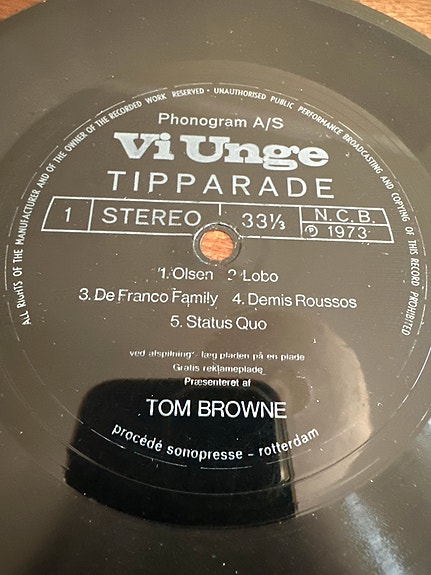 ALL RIGHTS OF THE MANUFACTURER AND OF THE OWNER OF THE RECORDED WORK RESERVED • UNAUTHORISED PUBLIC PERFORMANCE BROADCASTING AND COPYING OF THIS RECORD PROHIBITED
Phonogram A/S
Vi Unge
TIPPARADE
1 STEREO 33⅓ N.C.B. ℗ 1973
1. Olsen 2 Lobo
3. De Franco Family 4. Demis Roussos
5. Status Quo
ved afspilning - læg pladen på en plade
Gratis reklameplade
Præsenteret af
TOM BROWNE
procédé sonopresse - rotterdam